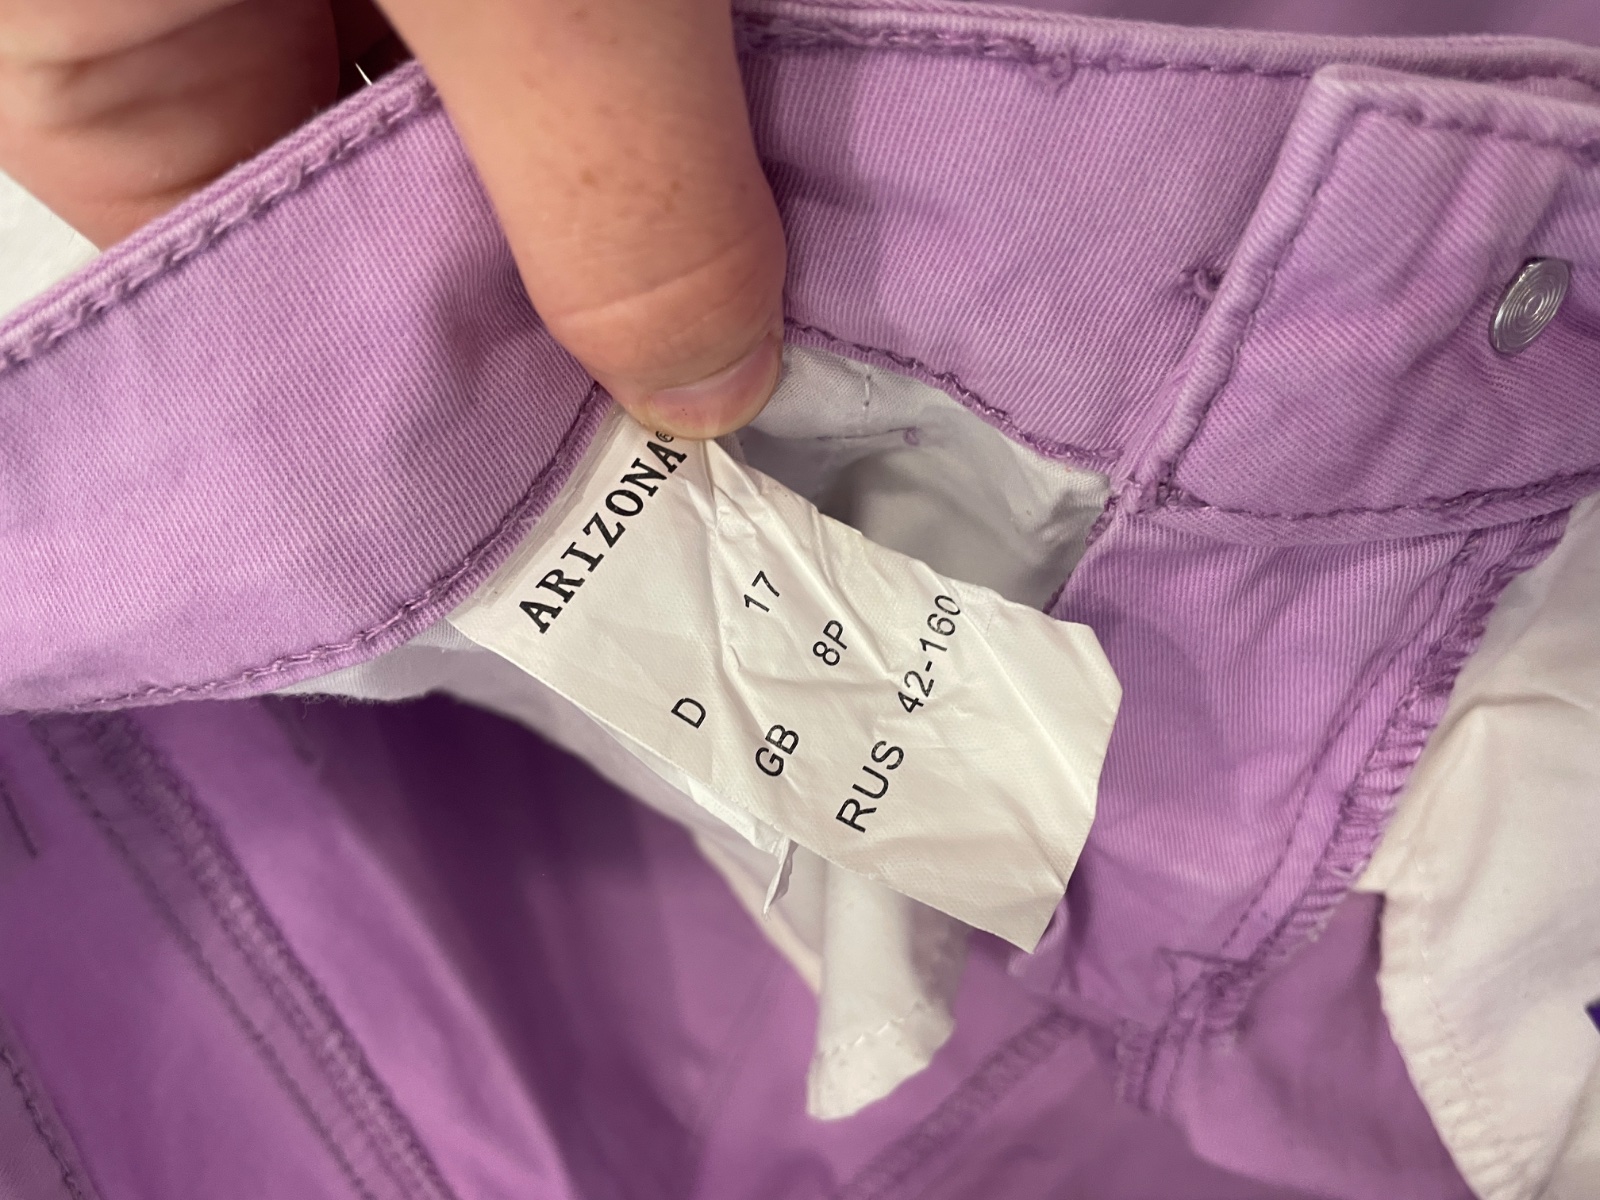 ARIZONA®
D 17
GB 8P
RUS 42-160